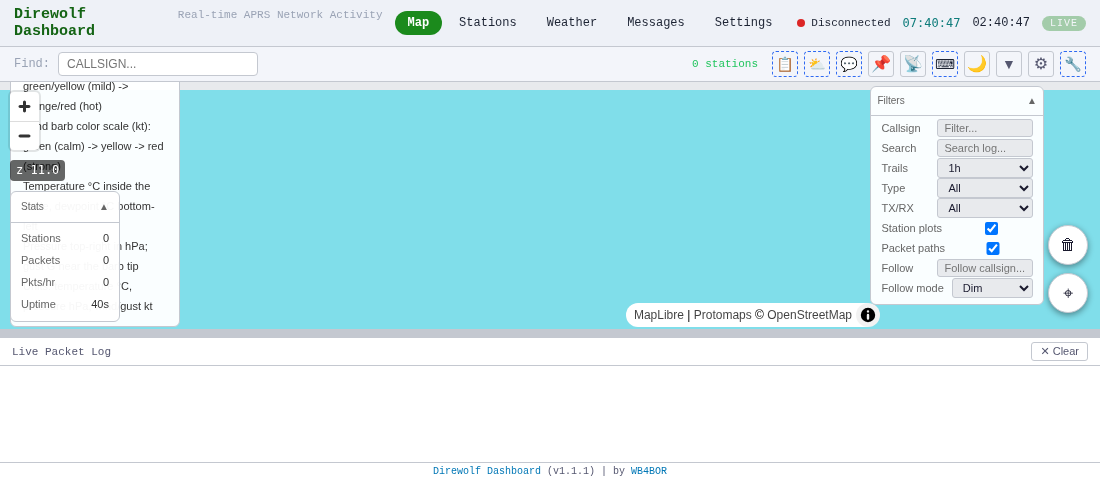 Direwolf
Dashboard
Real-time APRS Network Activity
Map
Stations
Weather
Messages
Settings
Disconnected
07:40:47
02:40:47
LIVE
Find:
CALLSIGN...
0 stations
green/yellow (mild) ->
(hot)
barb color scale (kt):
(calm) -> yellow -> red
z 11.0
Temperature °C inside the
Stats ▲
Stations 0
Packets 0
Pkts/hr 0
Uptime 40s
hPa;
tip
gust kt
Filters ▲
Callsign Filter...
Search Search log...
Trails 1h
Type All
TX/RX All
Station plots
Packet paths
Follow Follow callsign...
Follow mode Dim
MapLibre | Protomaps © OpenStreetMap
Live Packet Log
✕ Clear
Direwolf Dashboard (v1.1.1) | by WB4BOR